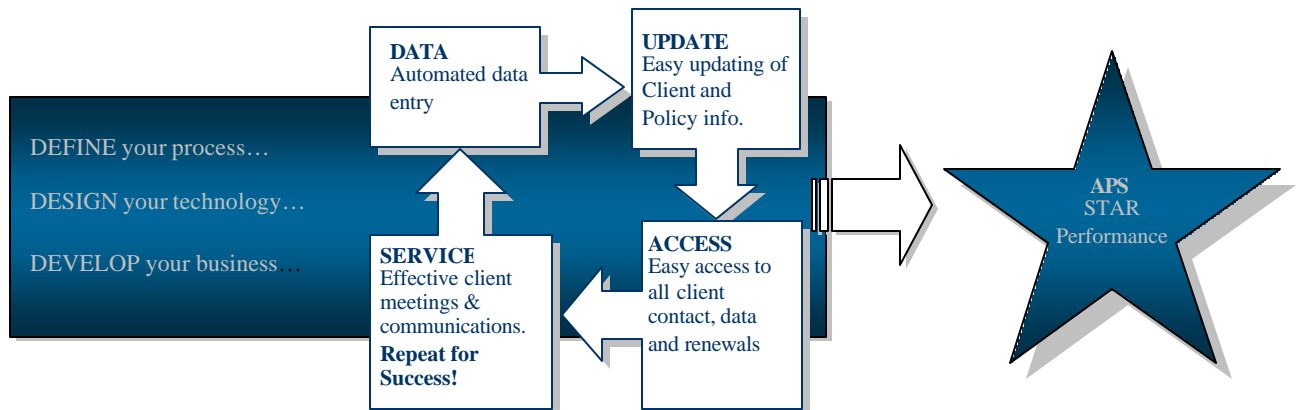 DEFINE your process…
DESIGN your technology…
DEVELOP your business…
DATA
Automated data
entry
UPDATE
Easy updating of
Client and
Policy info.
ACCESS
Easy access to
all client
contact, data
and renewals
SERVICE
Effective client
meetings &
communications.
Repeat for
Success!
APS
STAR
Performance